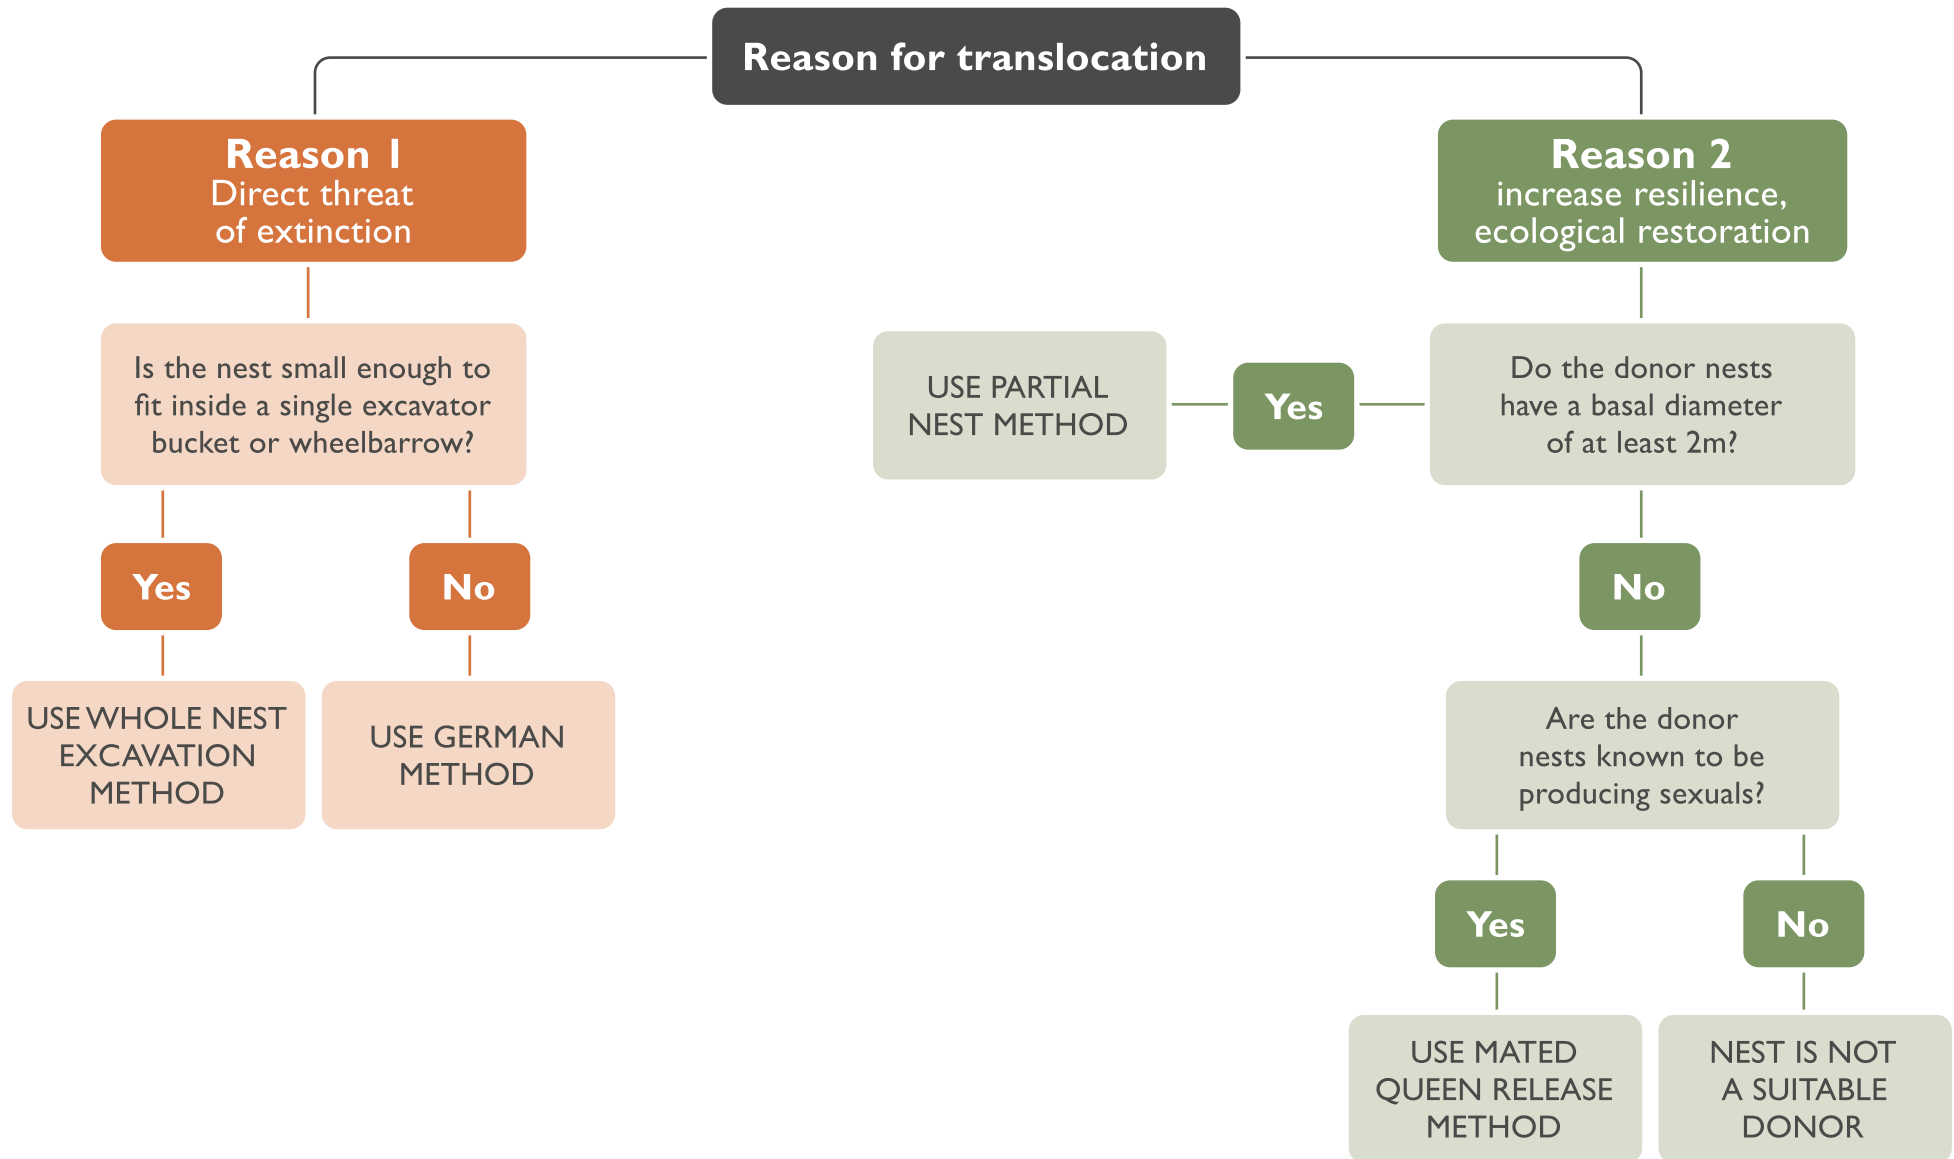 Reason for translocation
Reason 1
Direct threat
of extinction
Is the nest small enough to
fit inside a single excavator
bucket or wheelbarrow?
Yes
No
USE WHOLE NEST
EXCAVATION
METHOD
USE GERMAN
METHOD
Reason 2
increase resilience,
ecological restoration
Do the donor nests
have a basal diameter
of at least 2m?
Yes
USE PARTIAL
NEST METHOD
No
Are the donor
nests known to be
producing sexuals?
Yes
No
USE MATED
QUEEN RELEASE
METHOD
NEST IS NOT
A SUITABLE
DONOR